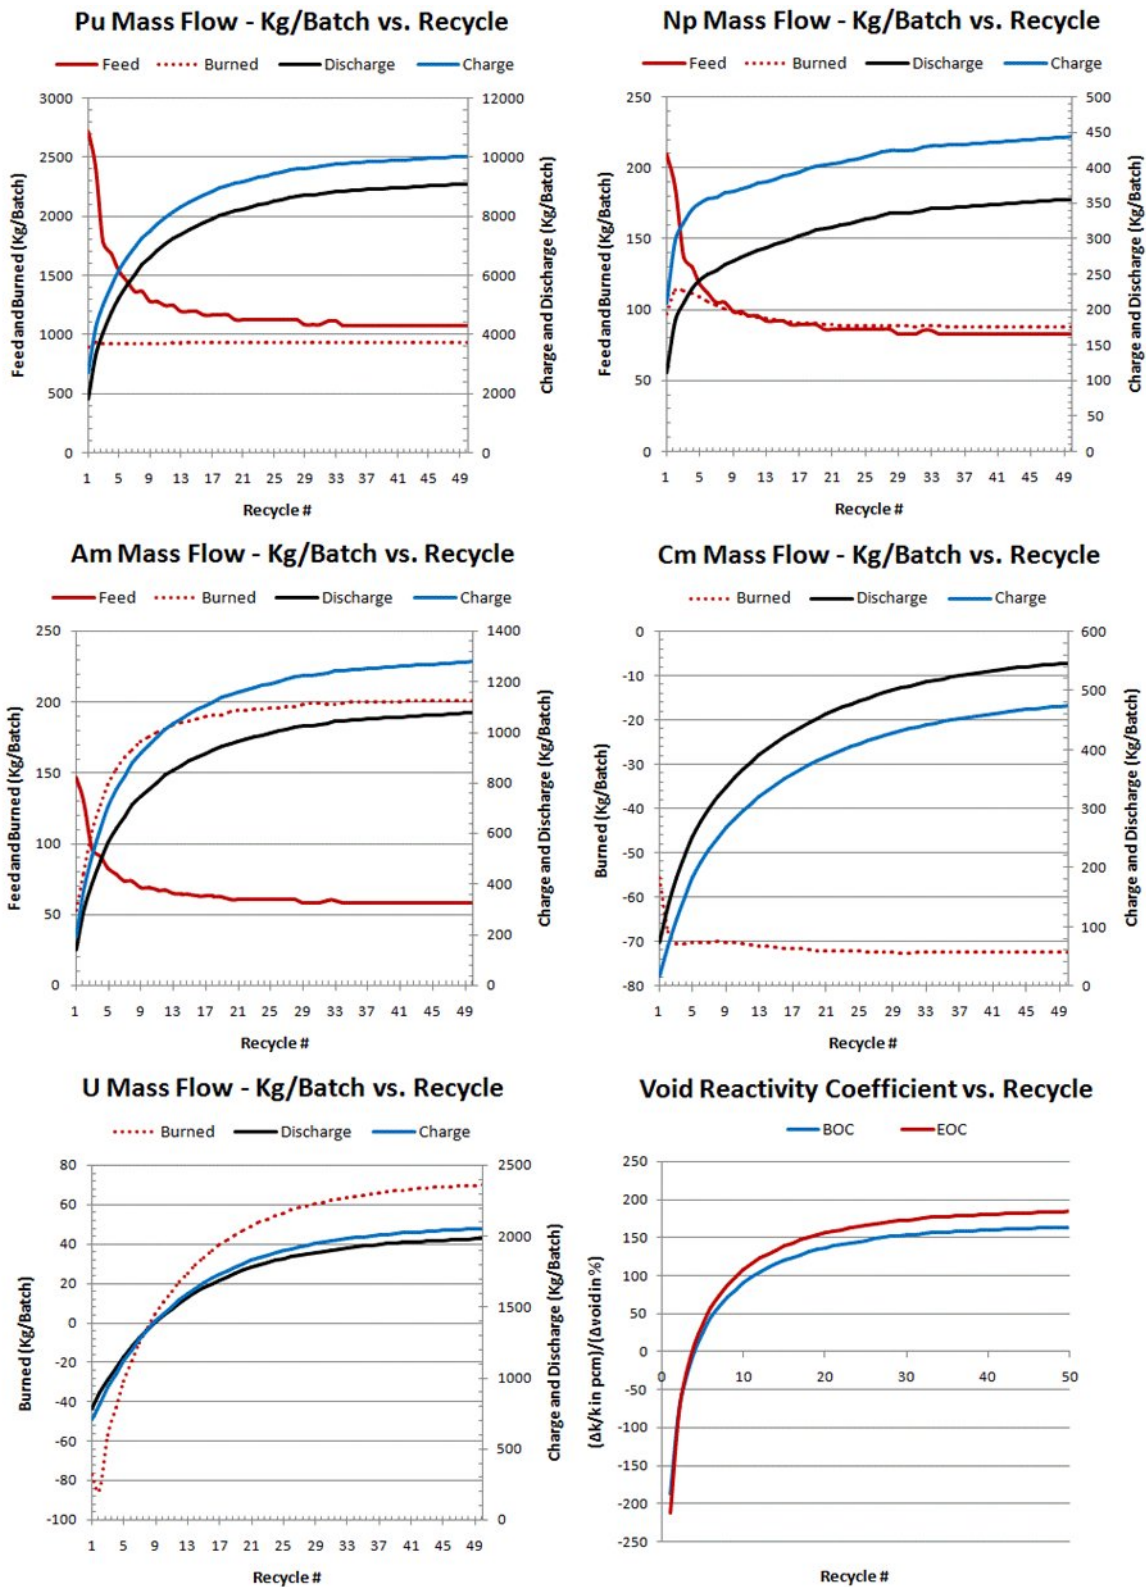 Pu Mass Flow - Kg/Batch vs. Recycle
Feed Burned Discharge Charge
Feed and Burned (Kg/Batch)
3000
2500
2000
1500
1000
500
0
12000
10000
8000
6000
4000
2000
0
Charge and Discharge (Kg/Batch)
1 5 9 13 17 21 25 29 33 37 41 45 49
Recycle #
Np Mass Flow - Kg/Batch vs. Recycle
Feed Burned Discharge Charge
Feed and Burned (Kg/Batch)
250
200
150
100
50
0
500
450
400
350
300
250
200
150
100
50
0
Charge and Discharge (Kg/Batch)
1 5 9 13 17 21 25 29 33 37 41 45 49
Recycle #
Am Mass Flow - Kg/Batch vs. Recycle
Feed Burned Discharge Charge
Feed and Burned (Kg/Batch)
250
200
150
100
50
0
1400
1200
1000
800
600
400
200
0
Charge and Discharge (Kg/Batch)
1 5 9 13 17 21 25 29 33 37 41 45 49
Recycle #
Cm Mass Flow - Kg/Batch vs. Recycle
Burned Discharge Charge
Burned (Kg/Batch)
0
-10
-20
-30
-40
-50
-60
-70
-80
600
500
400
300
200
100
0
Charge and Discharge (Kg/Batch)
1 5 9 13 17 21 25 29 33 37 41 45 49
Recycle #
U Mass Flow - Kg/Batch vs. Recycle
Burned Discharge Charge
Burned (Kg/Batch)
80
60
40
20
0
-20
-40
-60
-80
-100
2500
2000
1500
1000
500
0
Charge and Discharge (Kg/Batch)
1 5 9 13 17 21 25 29 33 37 41 45 49
Recycle #
Void Reactivity Coefficient vs. Recycle
BOC EOC
(Δk/k in pcm)/(Δvoid in %)
250
200
150
100
50
0
-50
-100
-150
-200
-250
0 10 20 30 40 50
Recycle #